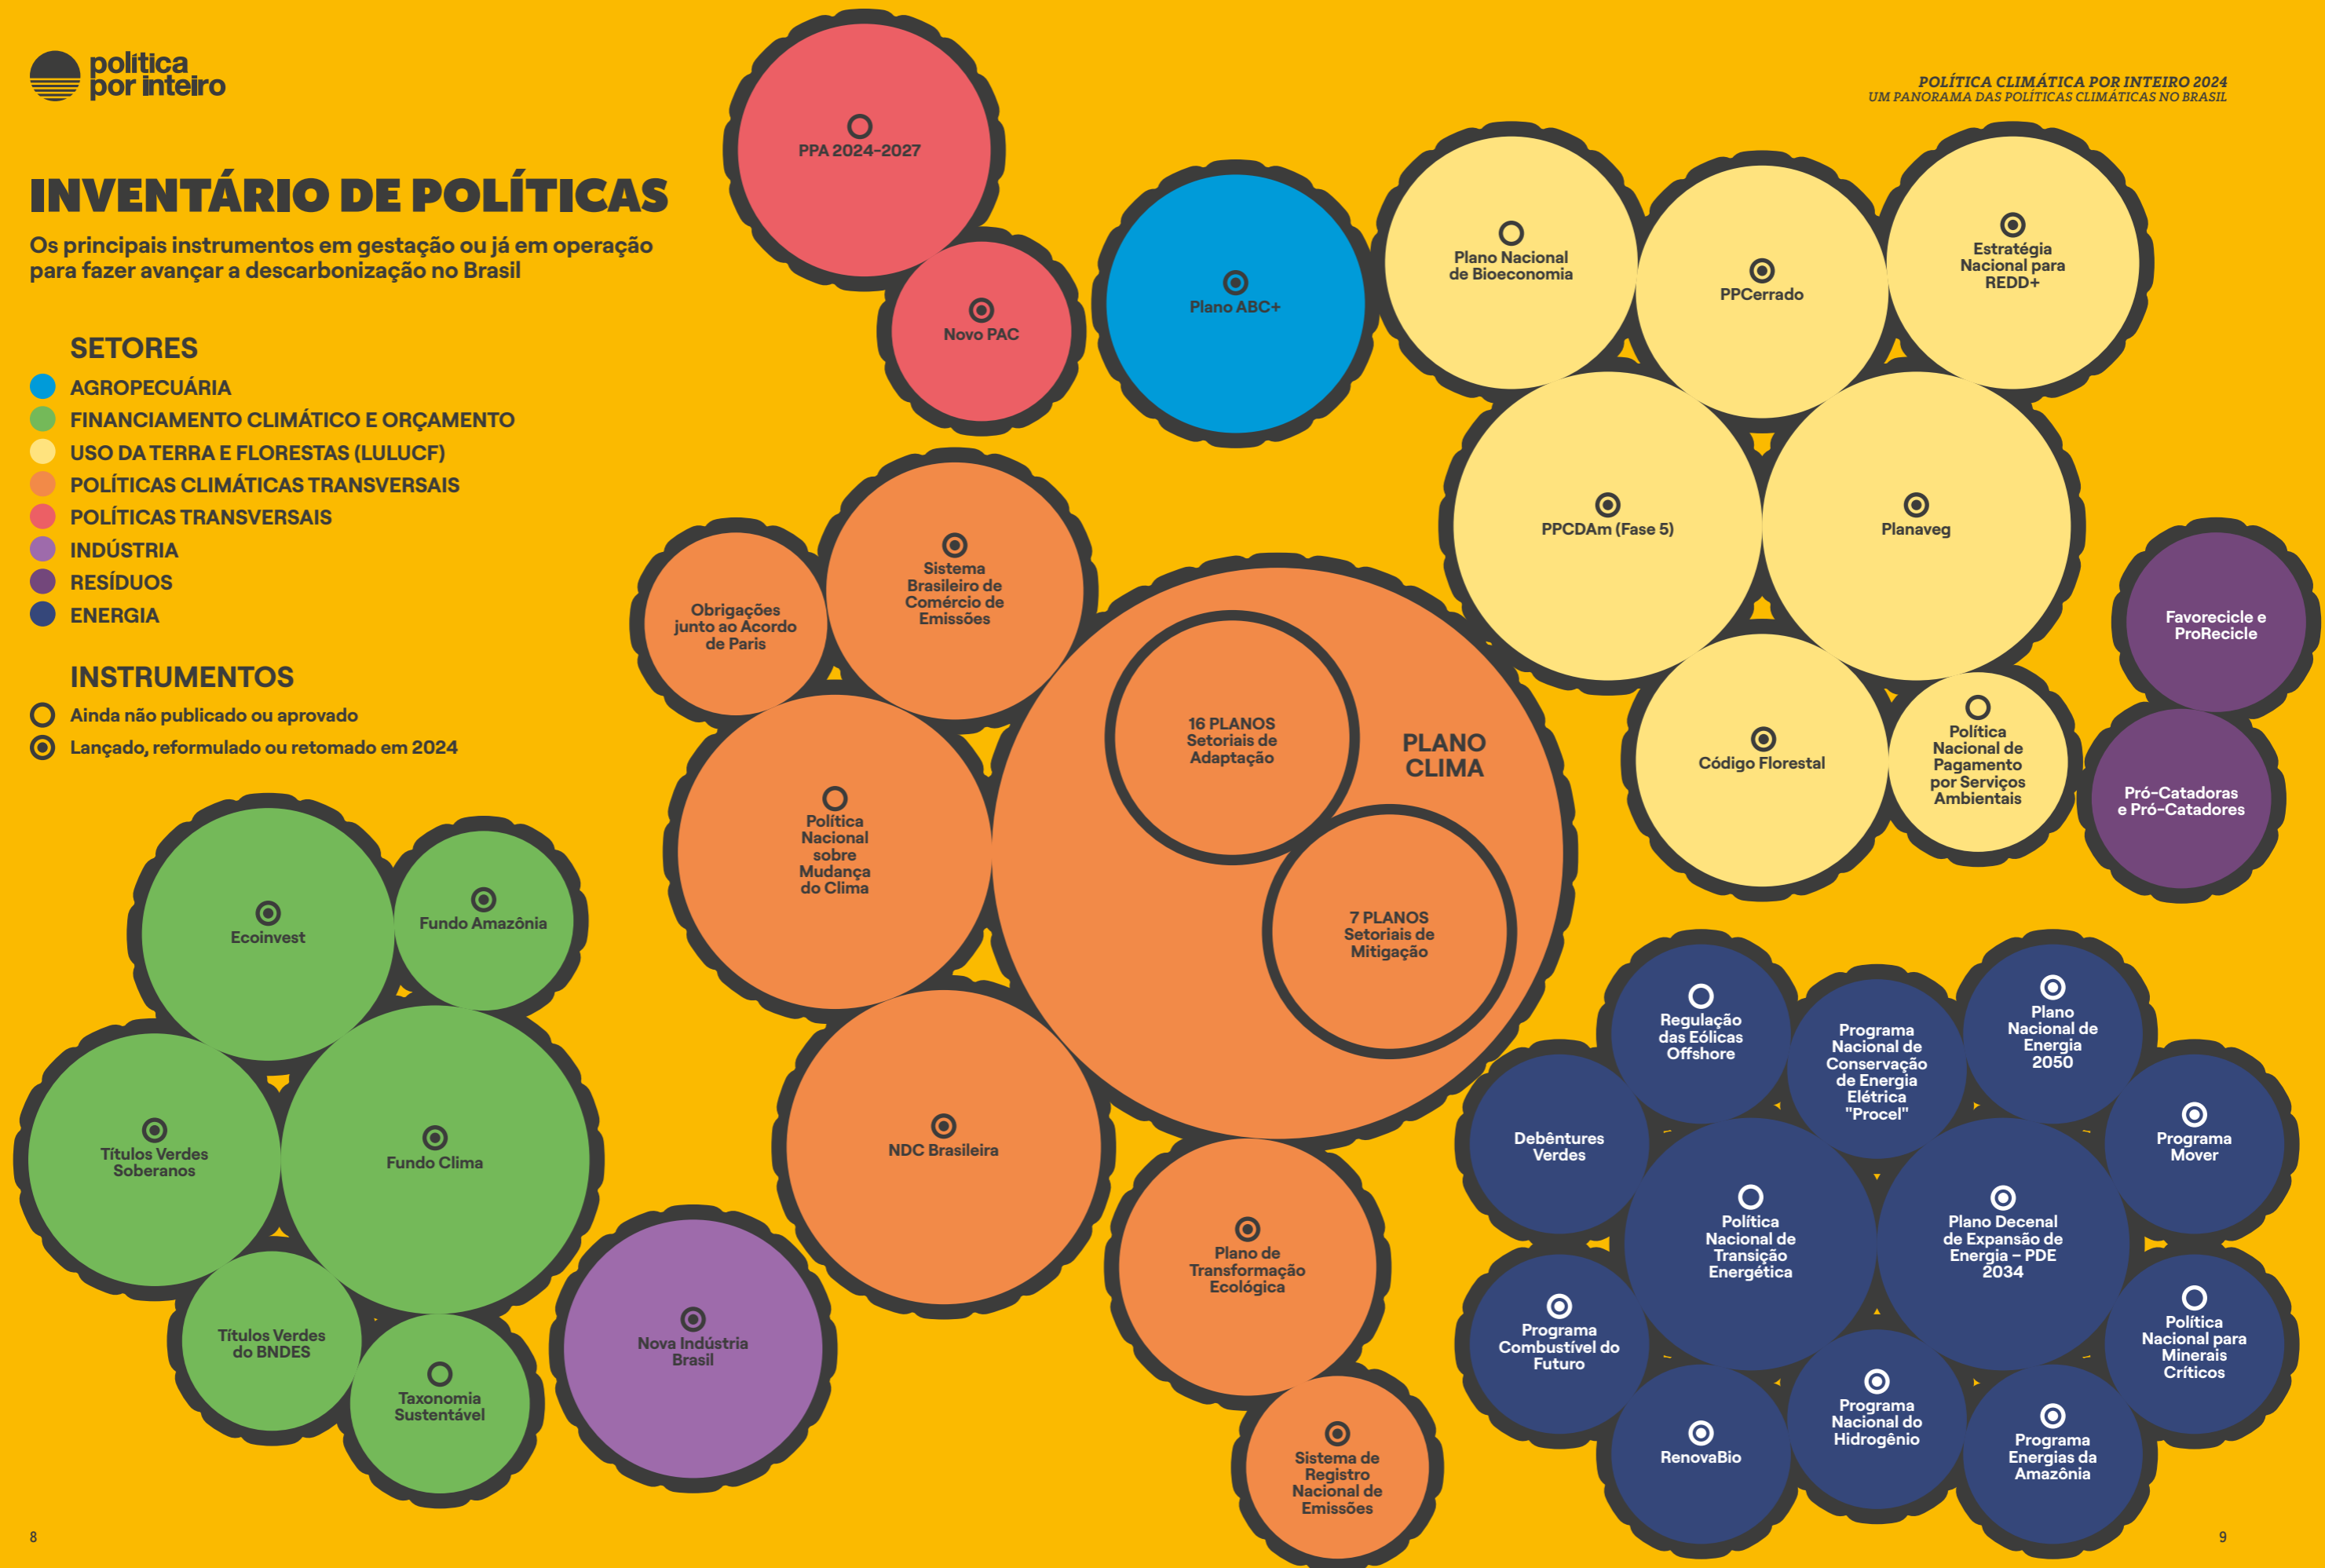 política
por inteiro
POLÍTICA CLIMÁTICA POR INTEIRO 2024
UM PANORAMA DAS POLÍTICAS CLIMÁTICAS NO BRASIL
INVENTÁRIO DE POLÍTICAS
Os principais instrumentos em gestação ou já em operação
para fazer avançar a descarbonização no Brasil
SETORES
AGROPECUÁRIA
FINANCIAMENTO CLIMÁTICO E ORÇAMENTO
USO DA TERRA E FLORESTAS (LULUCF)
POLÍTICAS CLIMÁTICAS TRANSVERSAIS
POLÍTICAS TRANSVERSAIS
INDÚSTRIA
RESÍDUOS
ENERGIA
INSTRUMENTOS
Ainda não publicado ou aprovado
Lançado, reformulado ou retomado em 2024
PPA 2024-2027
Novo PAC
Plano ABC+
Plano Nacional
de Bioeconomia
PPCerrado
Estratégia
Nacional para
REDD+
PPCDAm (Fase 5)
Planaveg
Código Florestal
Política
Nacional de
Pagamento
por Serviços
Ambientais
Favorecicle e
ProRecicle
Pró-Catadoras
e Pró-Catadores
Obrigações
junto ao Acordo
de Paris
Sistema
Brasileiro de
Comércio de
Emissões
Política
Nacional
sobre
Mudança
do Clima
PLANO
CLIMA
16 PLANOS
Setoriais de
Adaptação
7 PLANOS
Setoriais de
Mitigação
NDC Brasileira
Plano de
Transformação
Ecológica
Sistema de
Registro
Nacional de
Emissões
Ecoinvest
Fundo Amazônia
Títulos Verdes
Soberanos
Fundo Clima
Títulos Verdes
do BNDES
Taxonomia
Sustentável
Nova Indústria
Brasil
Regulação
das Eólicas
Offshore
Programa
Nacional de
Conservação
de Energia
Elétrica
"Procel"
Plano
Nacional de
Energia
2050
Debêntures
Verdes
Programa
Mover
Política
Nacional de
Transição
Energética
Plano Decenal
de Expansão de
Energia – PDE
2034
Programa
Combustível do
Futuro
Política
Nacional para
Minerais
Críticos
RenovaBio
Programa
Nacional do
Hidrogênio
Programa
Energias da
Amazônia
8
9